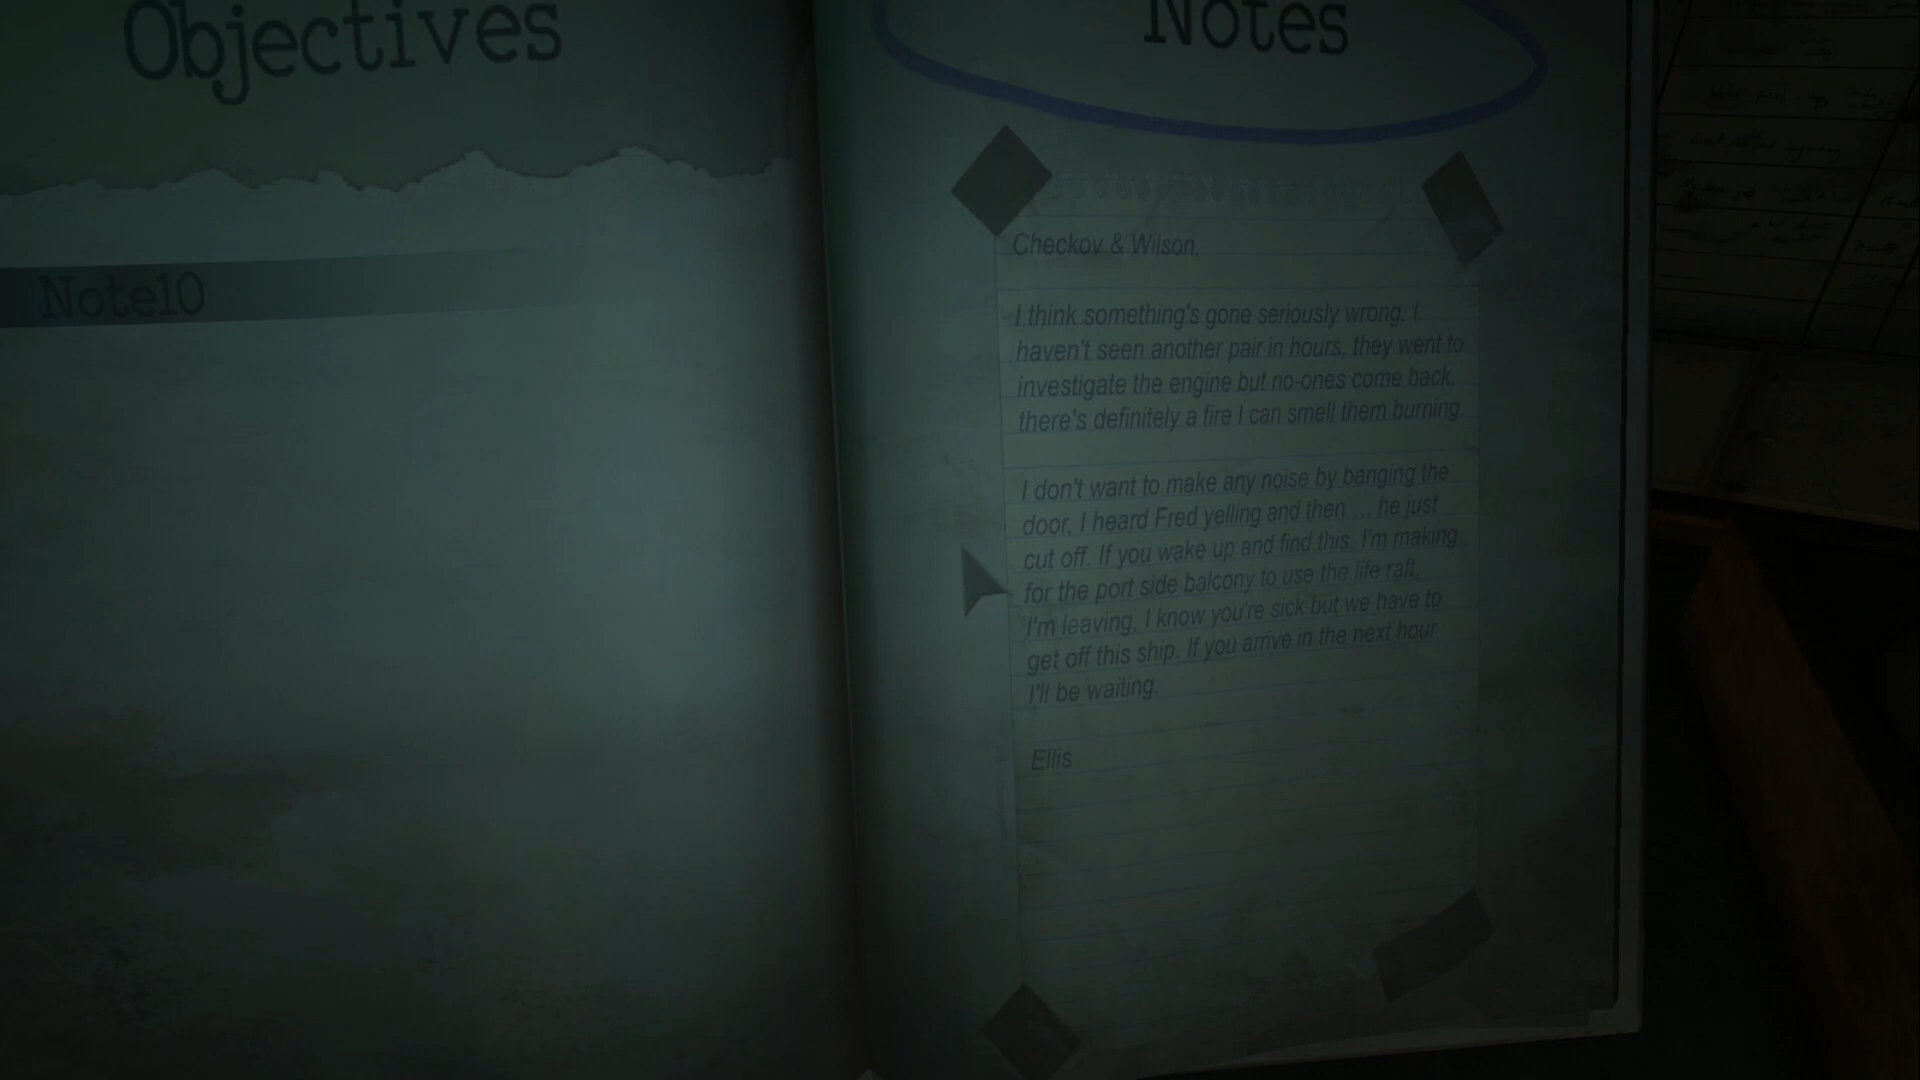 Objectives
Note10
Notes
Checkov & Wilson,
I think something's gone seriously wrong. I
haven't seen another pair in hours, they went to
investigate the engine but no-ones come back.
there's definitely a fire I can smell them burning.
I don't want to make any noise by banging the
door, I heard Fred yelling and then ... he just
cut off. If you wake up and find this, I'm making
for the port side balcony to use the life raft.
I'm leaving, I know you're sick but we have to
get off this ship. If you arrive in the next hour
I'll be waiting.
Ellis